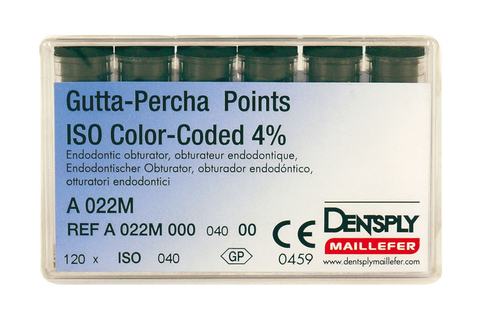 Gutta-Percha Points
ISO Color-Coded 4%
Endodontic obturator, obturateur endodontique,
Endodontischer Obturator, obturador endodóntico,
otturatori endodontici
A 022M
REF A 022M 000 040 00
120 x ISO 040
GP
CE
0459
DENTSPLY
MAILLEFER
www.dentsplymaillefer.com